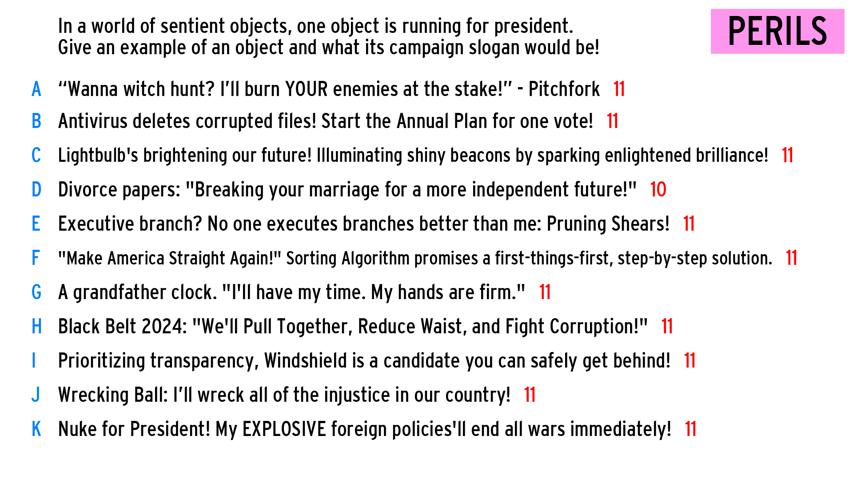 In a world of sentient objects, one object is running for president.
Give an example of an object and what its campaign slogan would be!
PERILS
A “Wanna witch hunt? I’ll burn YOUR enemies at the stake!” - Pitchfork 11
B Antivirus deletes corrupted files! Start the Annual Plan for one vote! 11
C Lightbulb's brightening our future! Illuminating shiny beacons by sparking enlightened brilliance! 11
D Divorce papers: "Breaking your marriage for a more independent future!" 10
E Executive branch? No one executes branches better than me: Pruning Shears! 11
F "Make America Straight Again!" Sorting Algorithm promises a first-things-first, step-by-step solution. 11
G A grandfather clock. "I'll have my time. My hands are firm." 11
H Black Belt 2024: "We'll Pull Together, Reduce Waist, and Fight Corruption!" 11
I Prioritizing transparency, Windshield is a candidate you can safely get behind! 11
J Wrecking Ball: I’ll wreck all of the injustice in our country! 11
K Nuke for President! My EXPLOSIVE foreign policies'll end all wars immediately! 11